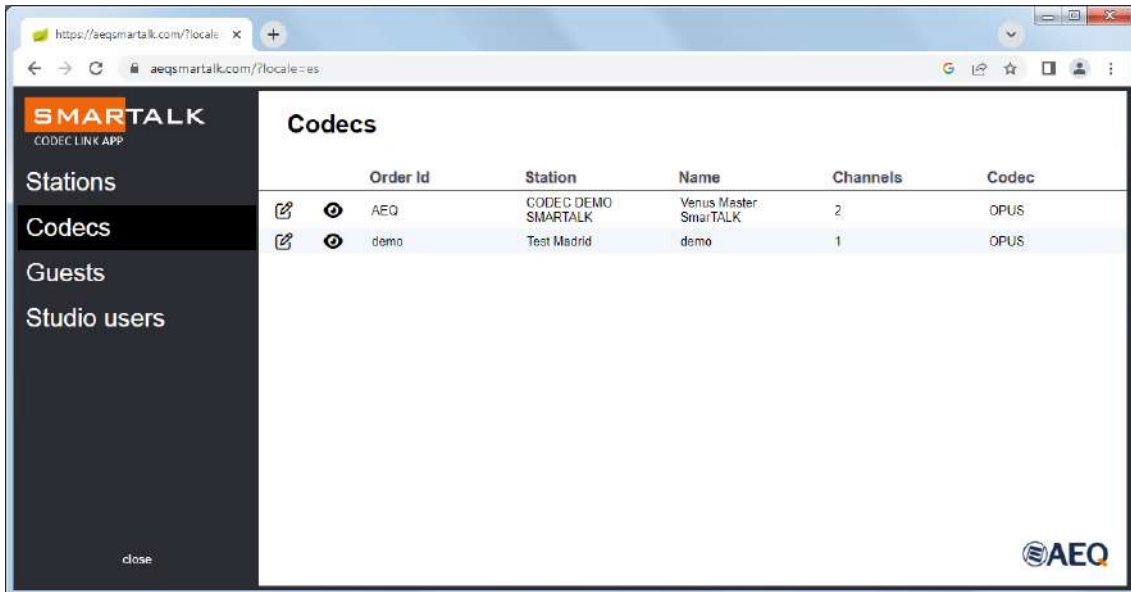 https://aeqsmartalk.com/?locale
aeqsmartalk.com/?locale=es
SMARTALK
CODEC LINK APP
Stations
Codecs
Guests
Studio users
close
Codecs
Order Id Station Name Channels Codec
AEQ CODEC DEMO SMARTALK Venus Master SmarTALK 2 OPUS
demo Test Madrid demo 1 OPUS
AEQ